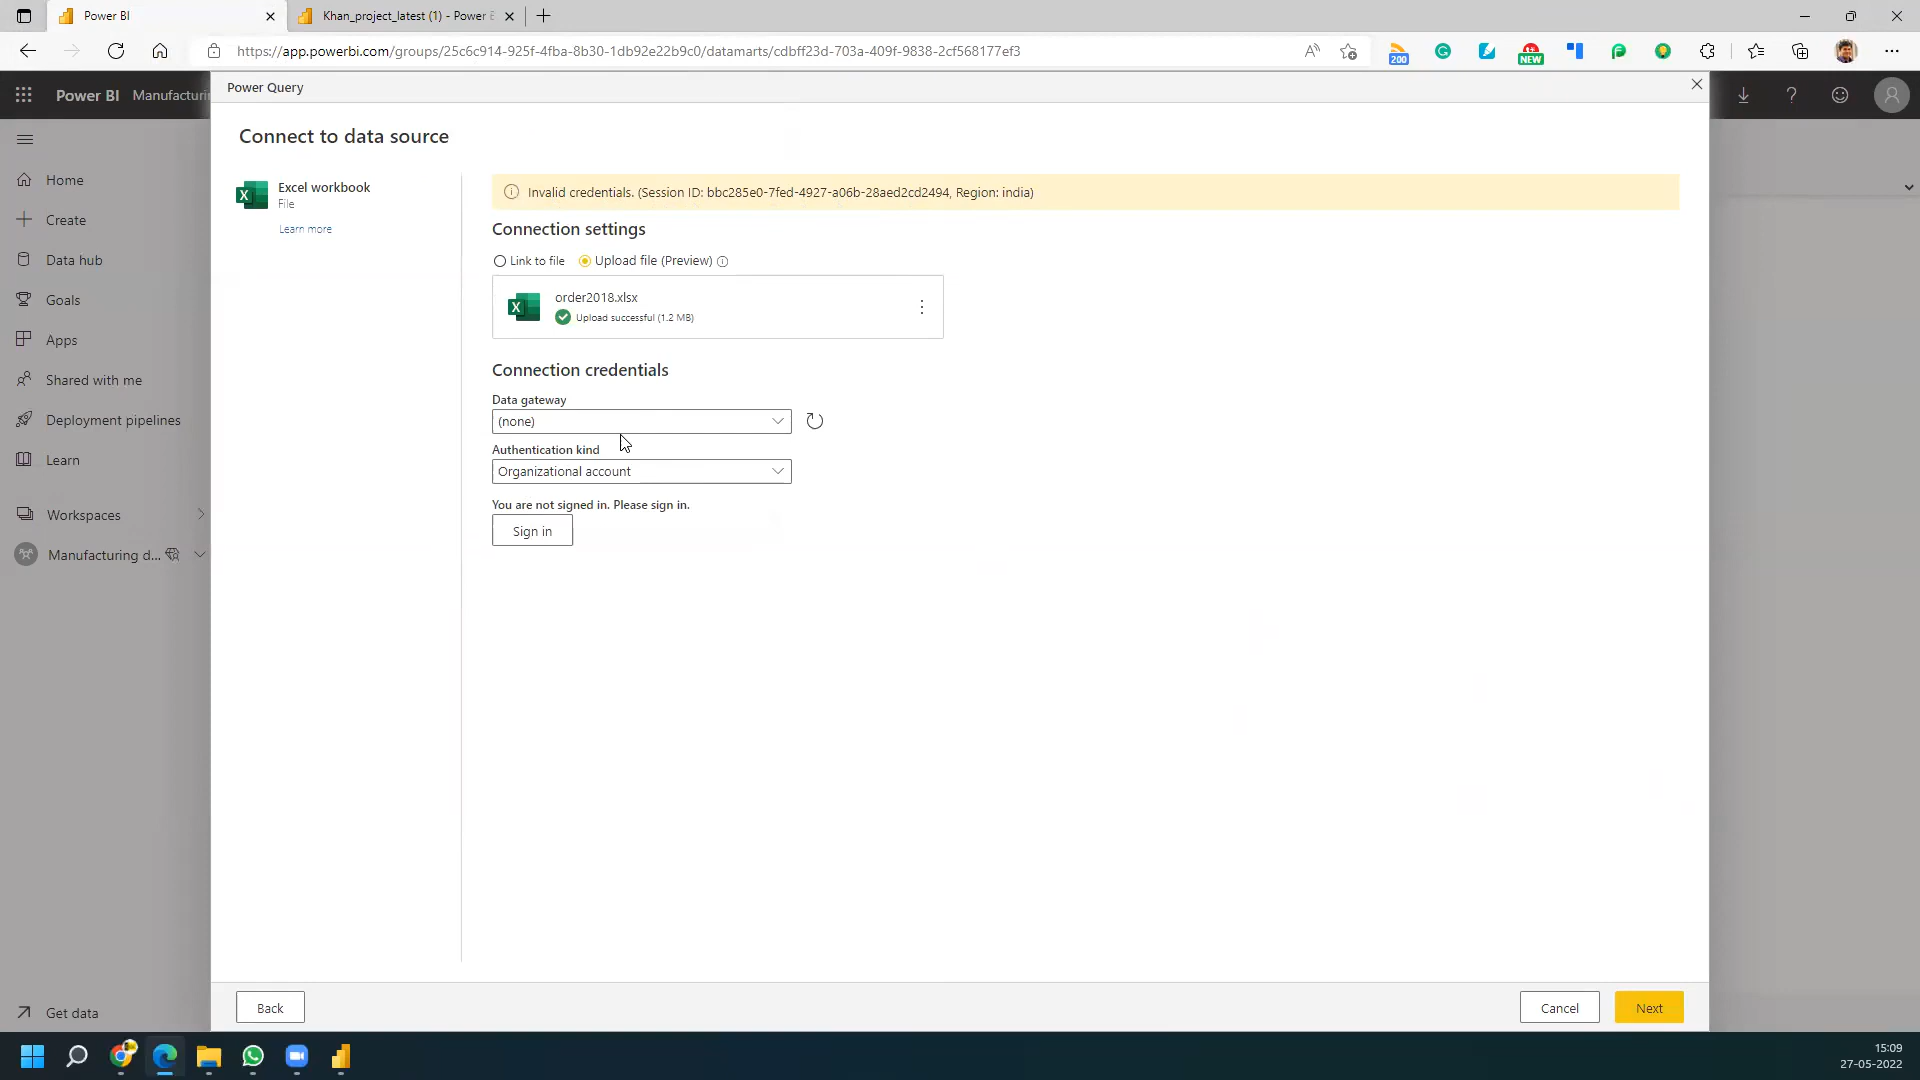 Power BI
Khan_project_latest (1) - Power
https://app.powerbi.com/groups/25c6c914-925f-4fba-8b30-1db92e22b9c0/datamarts/cdbff23d-703a-409f-9838-2cf568177ef3
200
NEW
Power BI
Power Query
Home
Create
Data hub
Goals
Apps
Shared with me
Deployment pipelines
Learn
Workspaces
Manufacturing d...
Get data
Connect to data source
Excel workbook
File
Learn more
Invalid credentials. (Session ID: bbc285e0-7fed-4927-a06b-28aed2cd2494, Region: india)
Connection settings
Link to file
Upload file (Preview)
order2018.xlsx
Upload successful (1.2 MB)
Connection credentials
Data gateway
(none)
Authentication kind
Organizational account
You are not signed in. Please sign in.
Sign in
Back
Cancel
Next
15:09
27-05-2022